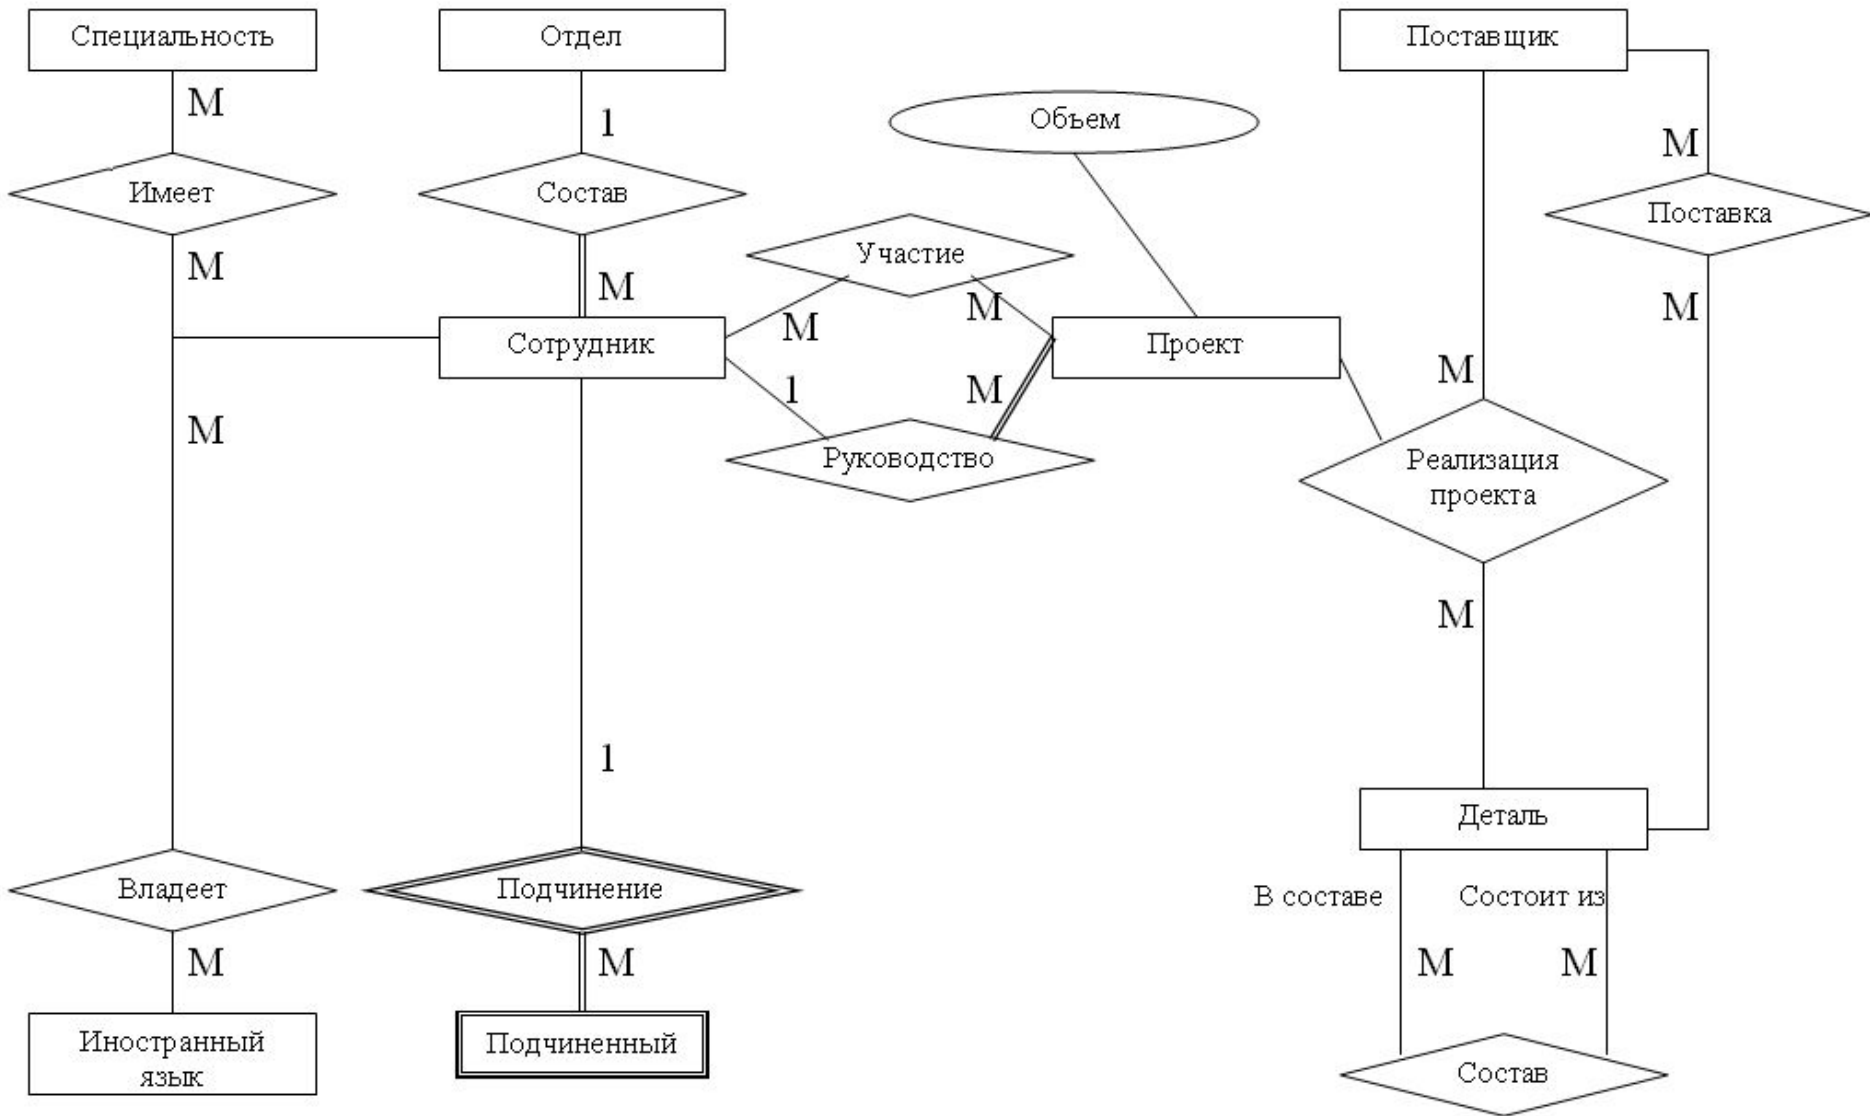 Специальность
Отдел
Поставщик
М
1
Объем
М
Имеет
Состав
Поставка
М
М
Участие
М
М
М
Сотрудник
Проект
М
1
М
М
Руководство
Реализация
проекта
М
1
Деталь
Владеет
Подчинение
В составе
Состоит из
М
М
М
М
Иностранный
язык
Подчиненный
Состав